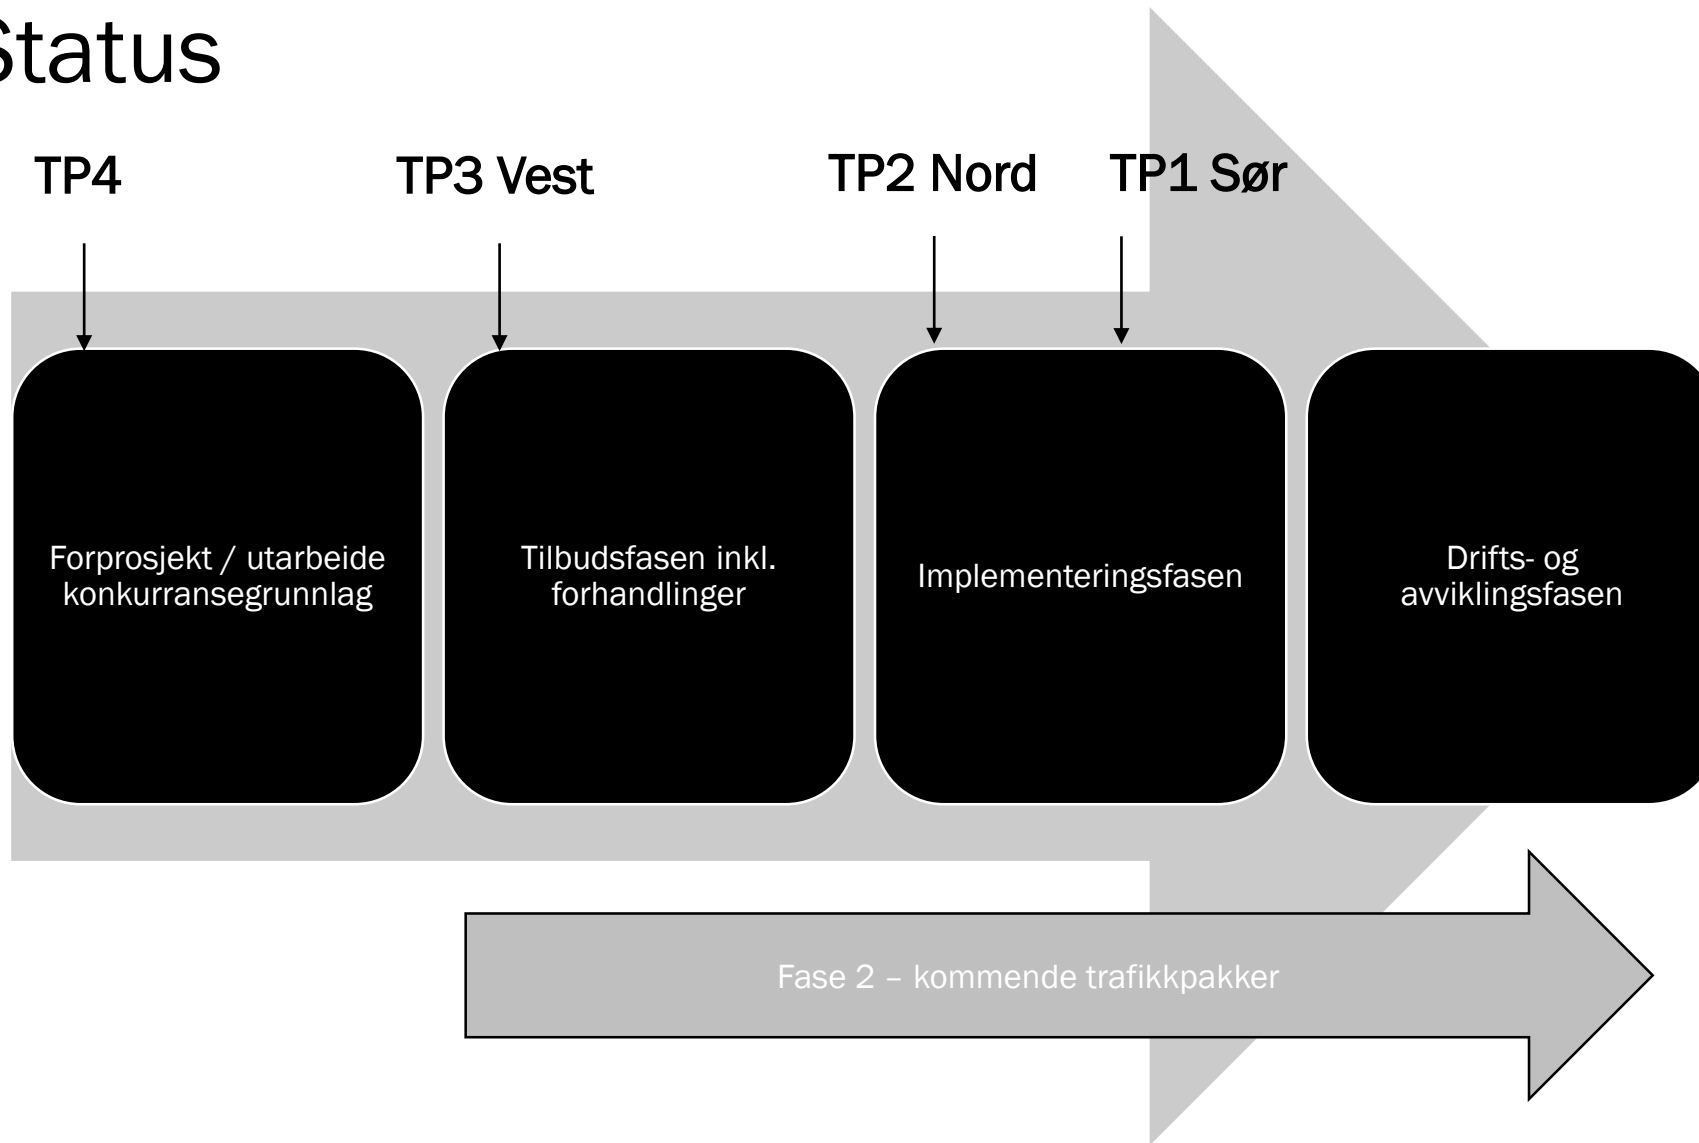 Status
TP4
TP3 Vest
TP2 Nord
TP1 Sør
Forprosjekt / utarbeide
konkurransegrunnlag
Tilbudsfasen inkl.
forhandlinger
Implementeringsfasen
Drifts- og
avviklingsfasen
Fase 2 – kommende trafikkpakker